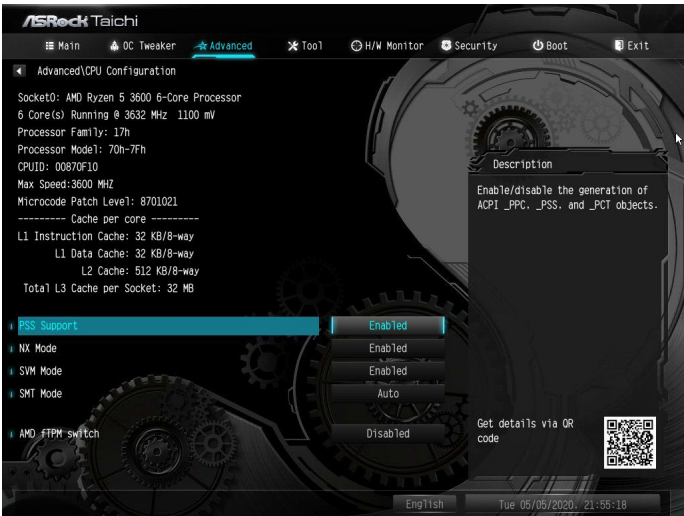 ASRock Taichi
Main OC Tweaker Advanced Tool H/W Monitor Security Boot Exit
Advanced\CPU Configuration
Socket0: AMD Ryzen 5 3600 6-Core Processor
6 Core(s) Running @ 3632 MHz 1100 mV
Processor Family: 17h
Processor Model: 70h-7Fh
CPUID: 00870F10
Max Speed:3600 MHZ
Microcode Patch Level: 8701021
--------- Cache per core ---------
L1 Instruction Cache: 32 KB/8-way
L1 Data Cache: 32 KB/8-way
L2 Cache: 512 KB/8-way
Total L3 Cache per Socket: 32 MB
PSS Support Enabled
NX Mode Enabled
SVM Mode Enabled
SMT Mode Auto
AMD fTPM switch Disabled
Description
Enable/disable the generation of
ACPI _PPC, _PSS, and _PCT objects.
Get details via QR
code
English Tue 05/05/2020, 21:55:18